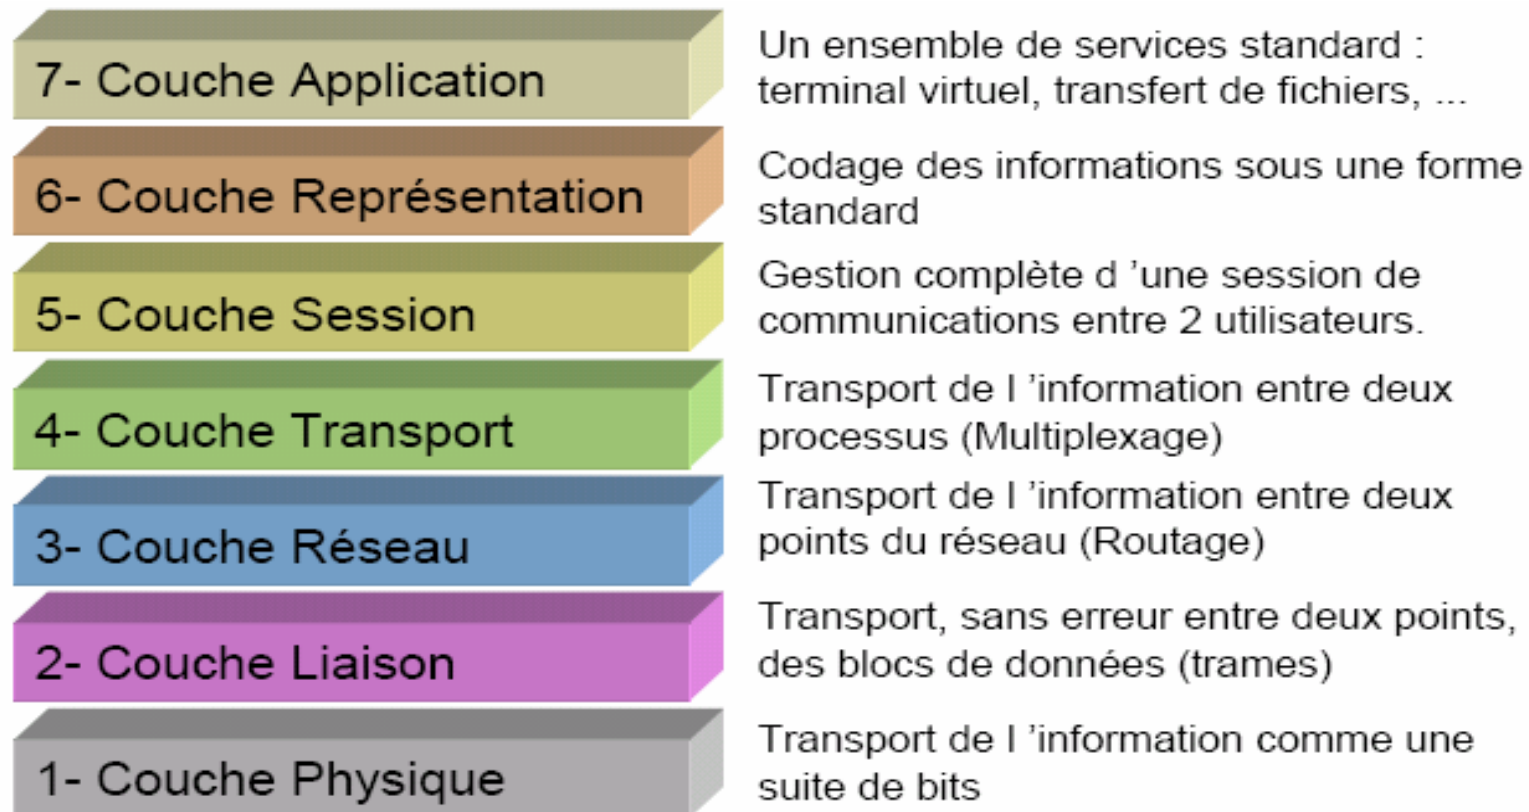 7- Couche Application
Un ensemble de services standard :
terminal virtuel, transfert de fichiers, ...
6- Couche Représentation
Codage des informations sous une forme
standard
5- Couche Session
Gestion complète d ’une session de
communications entre 2 utilisateurs.
4- Couche Transport
Transport de l ’information entre deux
processus (Multiplexage)
3- Couche Réseau
Transport de l ’information entre deux
points du réseau (Routage)
2- Couche Liaison
Transport, sans erreur entre deux points,
des blocs de données (trames)
1- Couche Physique
Transport de l ’information comme une
suite de bits